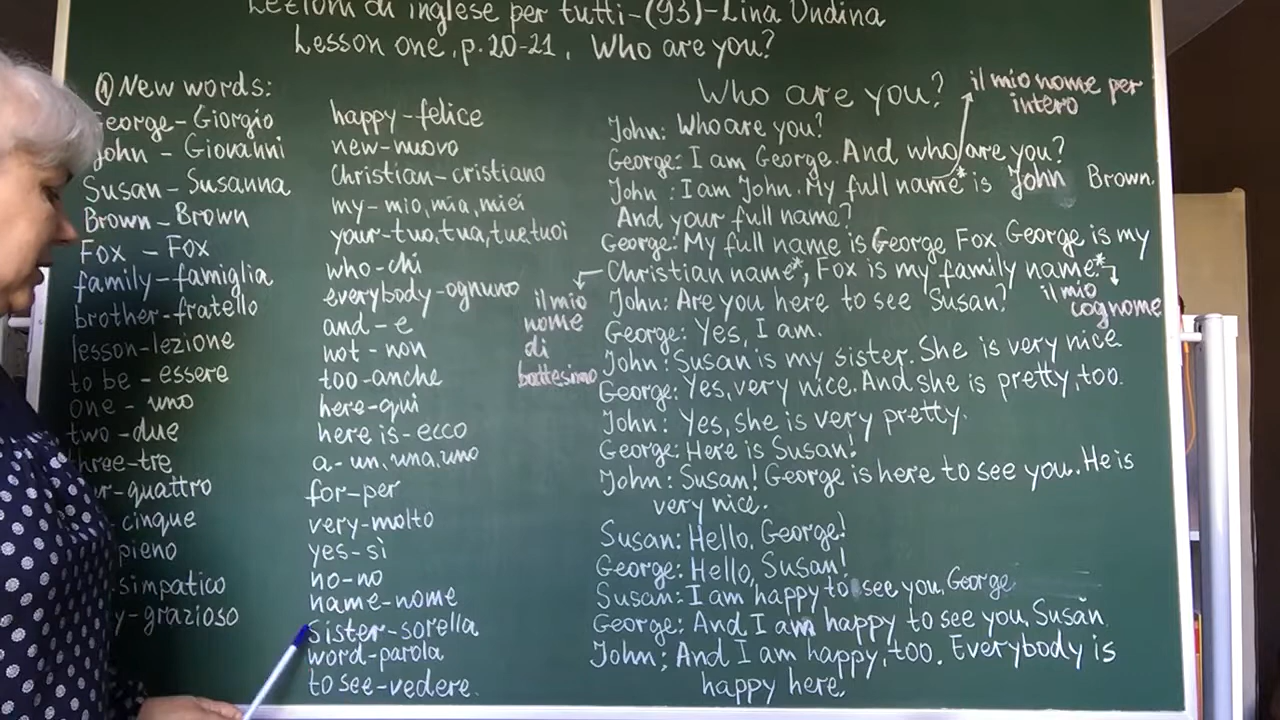 Lezioni di inglese per tutti-(93)-Lina Undina
Lesson one, p.20-21, Who are you?
① New words:
George-Giorgio
John - Giovanni
Susan-Susanna
Brown-Brown
Fox - Fox
family-famiglia
brother-fratello
lesson-lezione
to be - essere
one - uno
two -due
three-tre
quattro
cinque
pieno
simpatico
grazioso
happy-felice
new-nuovo
Christian-cristiano
my-mio, mia, miei
your-tuo, tua, tue, tuoi
who-chi
everybody-ognuno
and-e
not-non
too-anche
here-qui
here is-ecco
a-un, una, uno
for-per
very-molto
yes-sì
no-no
name-nome
sister-sorella
word-parola
to see-vedere.
Who are you?
il mio nome per
intero
John: Who are you?
George: I am George. And who are you?
John: I am John. My full name* is John Brown.
And your full name?
George: My full name is George Fox. George is my
Christian name*, Fox is my family name.*
il mio
nome
di
battesimo
il mio
cognome
John: Are you here to see Susan?
George: Yes, I am.
John: Susan is my sister. She is very nice
George: Yes, very nice. And she is pretty, too.
John: Yes, she is very pretty.
George: Here is Susan!
John: Susan! George is here to see you. He is
very nice.
Susan: Hello, George!
George: Hello, Susan!
Susan: I am happy to see you, George
George: And I am happy to see you, Susan.
John: And I am happy, too. Everybody is
happy here.